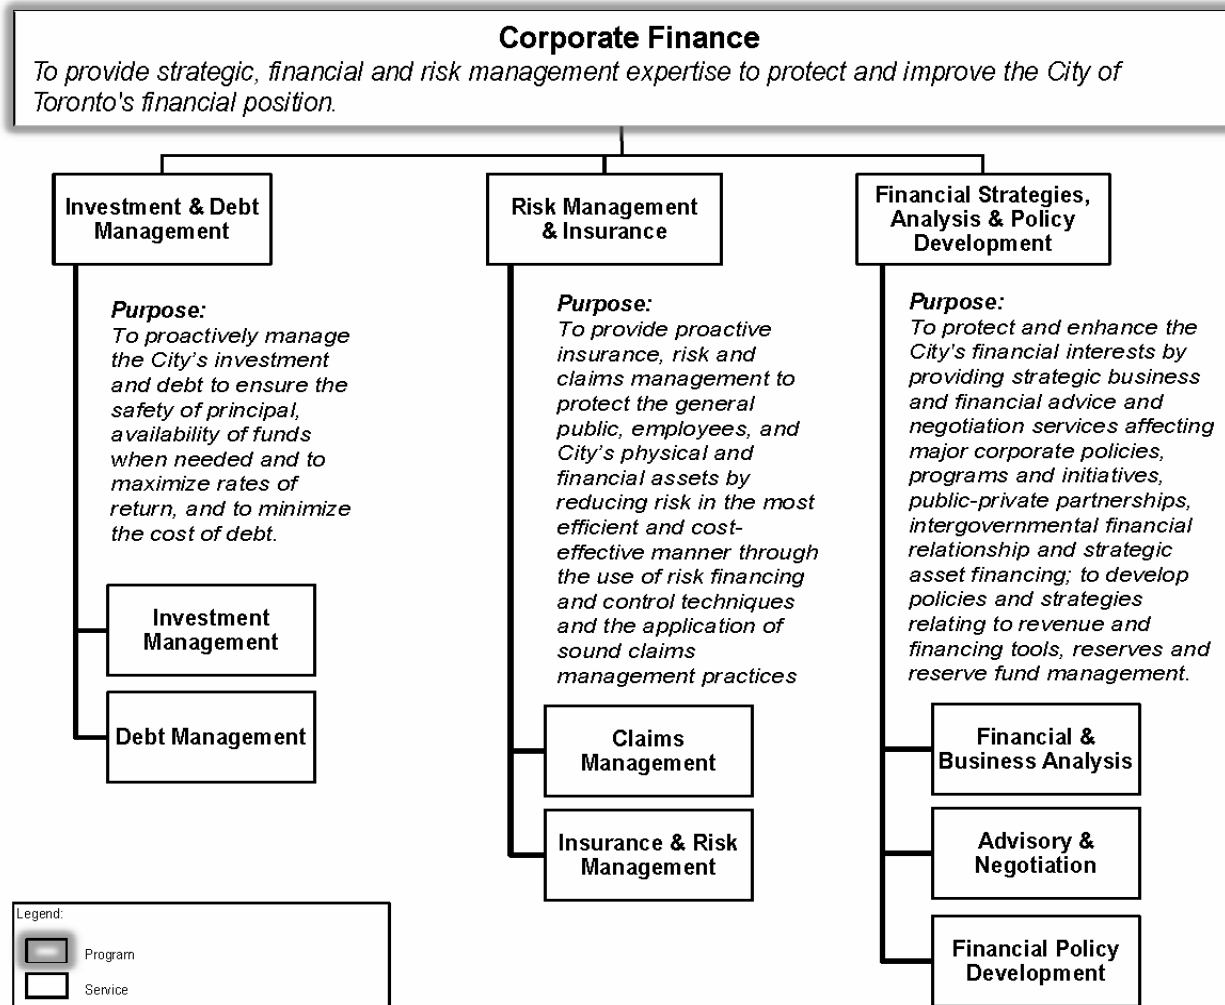 Corporate Finance
To provide strategic, financial and risk management expertise to protect and improve the City of
Toronto's financial position.
Investment & Debt
Management
Purpose:
To proactively manage
the City's investment
and debt to ensure the
safety of principal,
availability of funds
when needed and to
maximize rates of
return, and to minimize
the cost of debt.
Investment
Management
Debt Management
Risk Management
& Insurance
Purpose:
To provide proactive
insurance, risk and
claims management to
protect the general
public, employees, and
City's physical and
financial assets by
reducing risk in the most
efficient and cost-
effective manner through
the use of risk financing
and control techniques
and the application of
sound claims
management practices
Claims
Management
Insurance & Risk
Management
Financial Strategies,
Analysis & Policy
Development
Purpose:
To protect and enhance the
City's financial interests by
providing strategic business
and financial advice and
negotiation services affecting
major corporate policies,
programs and initiatives,
public-private partnerships,
intergovernmental financial
relationship and strategic
asset financing; to develop
policies and strategies
relating to revenue and
financing tools, reserves and
reserve fund management.
Financial &
Business Analysis
Advisory &
Negotiation
Financial Policy
Development
Legend:
Program
Service